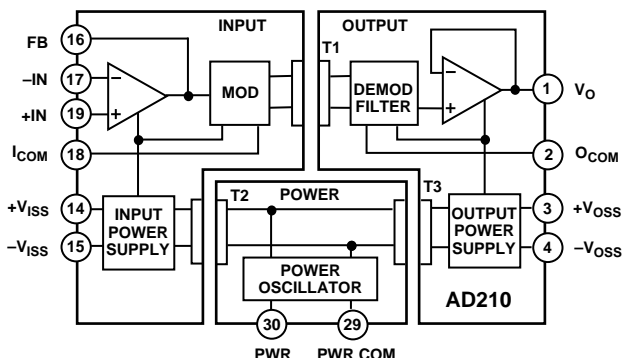 INPUT
OUTPUT
FB
16
T1
–IN
17
–
MOD
DEMOD
FILTER
–
1
VO
+IN
19
+
+
ICOM
18
2
OCOM
T2
POWER
T3
+VISS
14
INPUT
POWER
SUPPLY
OUTPUT
POWER
SUPPLY
3
+VOSS
–VISS
15
4
–VOSS
POWER
OSCILLATOR
AD210
30
29
PWR
PWR COM